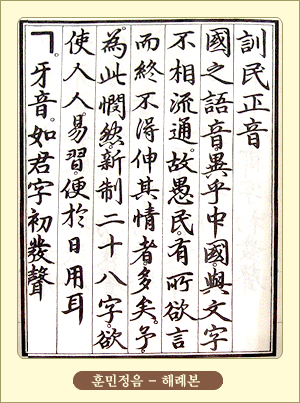 訓民正音
國之語音異乎中國與文字
不相流通故愚民有所欲言
而終不得伸其情者多矣予
為此憫然新制二十八字欲
使人人易習便於日用耳
ㄱ牙音如君字初發聲
훈민정음 - 해례본